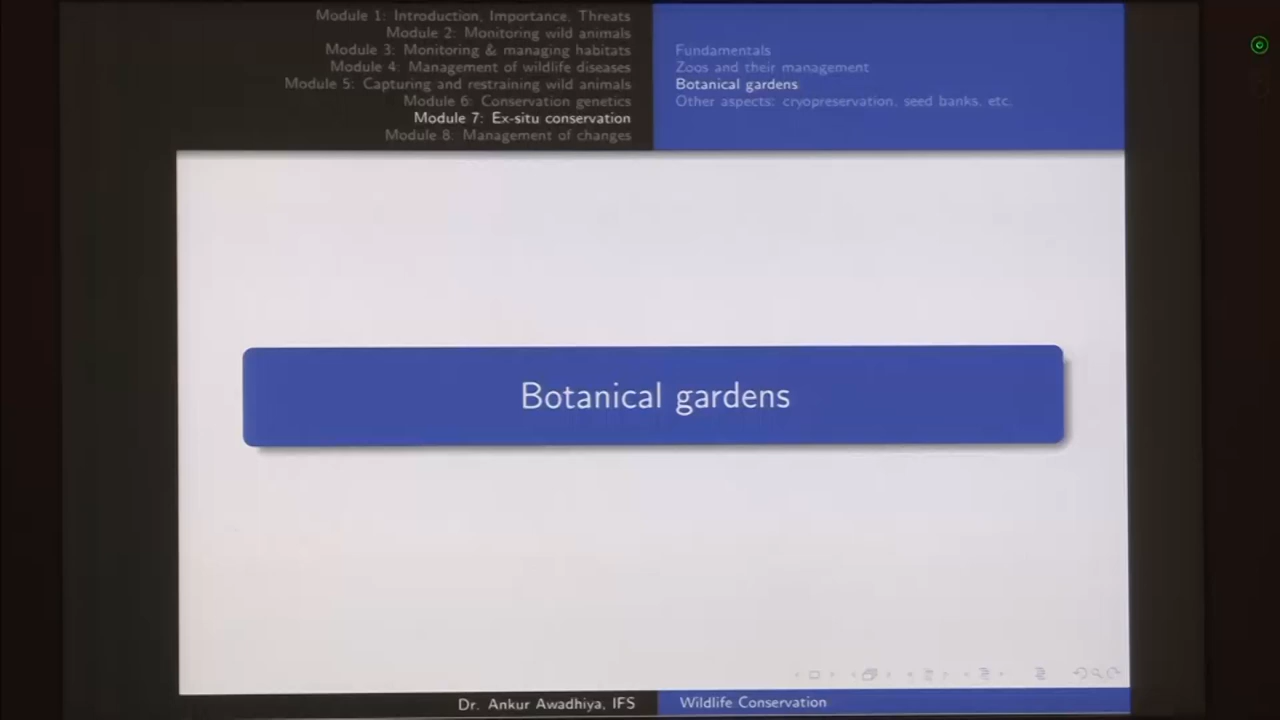 Module 1: Introduction, Importance, Threats
Module 2: Monitoring wild animals
Module 3: Monitoring & managing habitats
Module 4: Management of wildlife diseases
Module 5: Capturing and restraining wild animals
Module 6: Conservation genetics
Module 7: Ex-situ conservation
Module 8: Management of changes
Fundamentals
Zoos and their management
Botanical gardens
Other aspects: cryopreservation, seed banks, etc.
Botanical gardens
Dr. Ankur Awadhiya, IFS
Wildlife Conservation